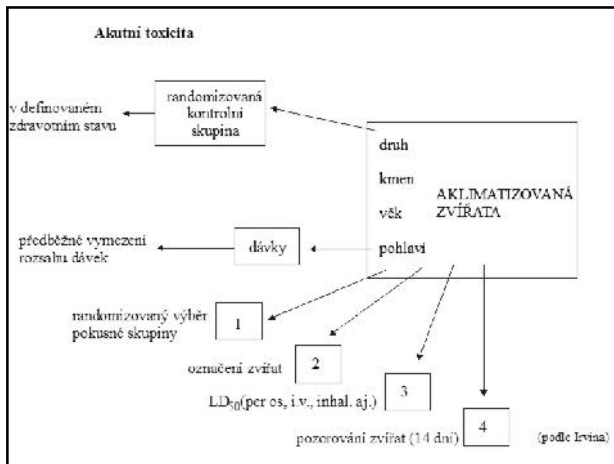 Akutní toxicita
randomizovaná
kontrolní
skupina
v definovaném
zdravotním stavu
druh
kmen
AKLIMATIZOVANÁ
věk
ZVÍŘATA
pohlaví
předběžné vymezení
rozsahu dávek
dávky
randomizovaný výběr
pokusné skupiny
1
označení zvířat
2
LD50(per os, i.v., inhal. aj.)
3
pozorování zvířat (14 dní)
4
(podle Irvina)